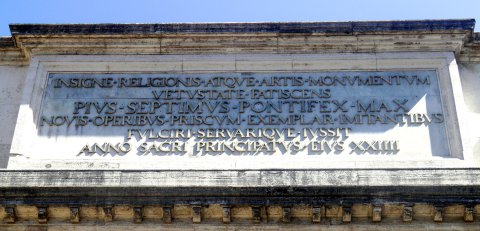 INSIGNE · RELIGIONIS · ATQVE · ARTIS · MONVMENTVM
VETVSTATE · FATISCENS
PIVS · SEPTIMVS · PONTIFEX · MAX
NOVIS · OPERIBVS · PRISCVM · EXEMPLAR · IMITANTIBVS
FVLCIRI · SERVARIQVE · IVSSIT
ANNO · SACRI · PRINCIPATVS · EIVS · XXIIII